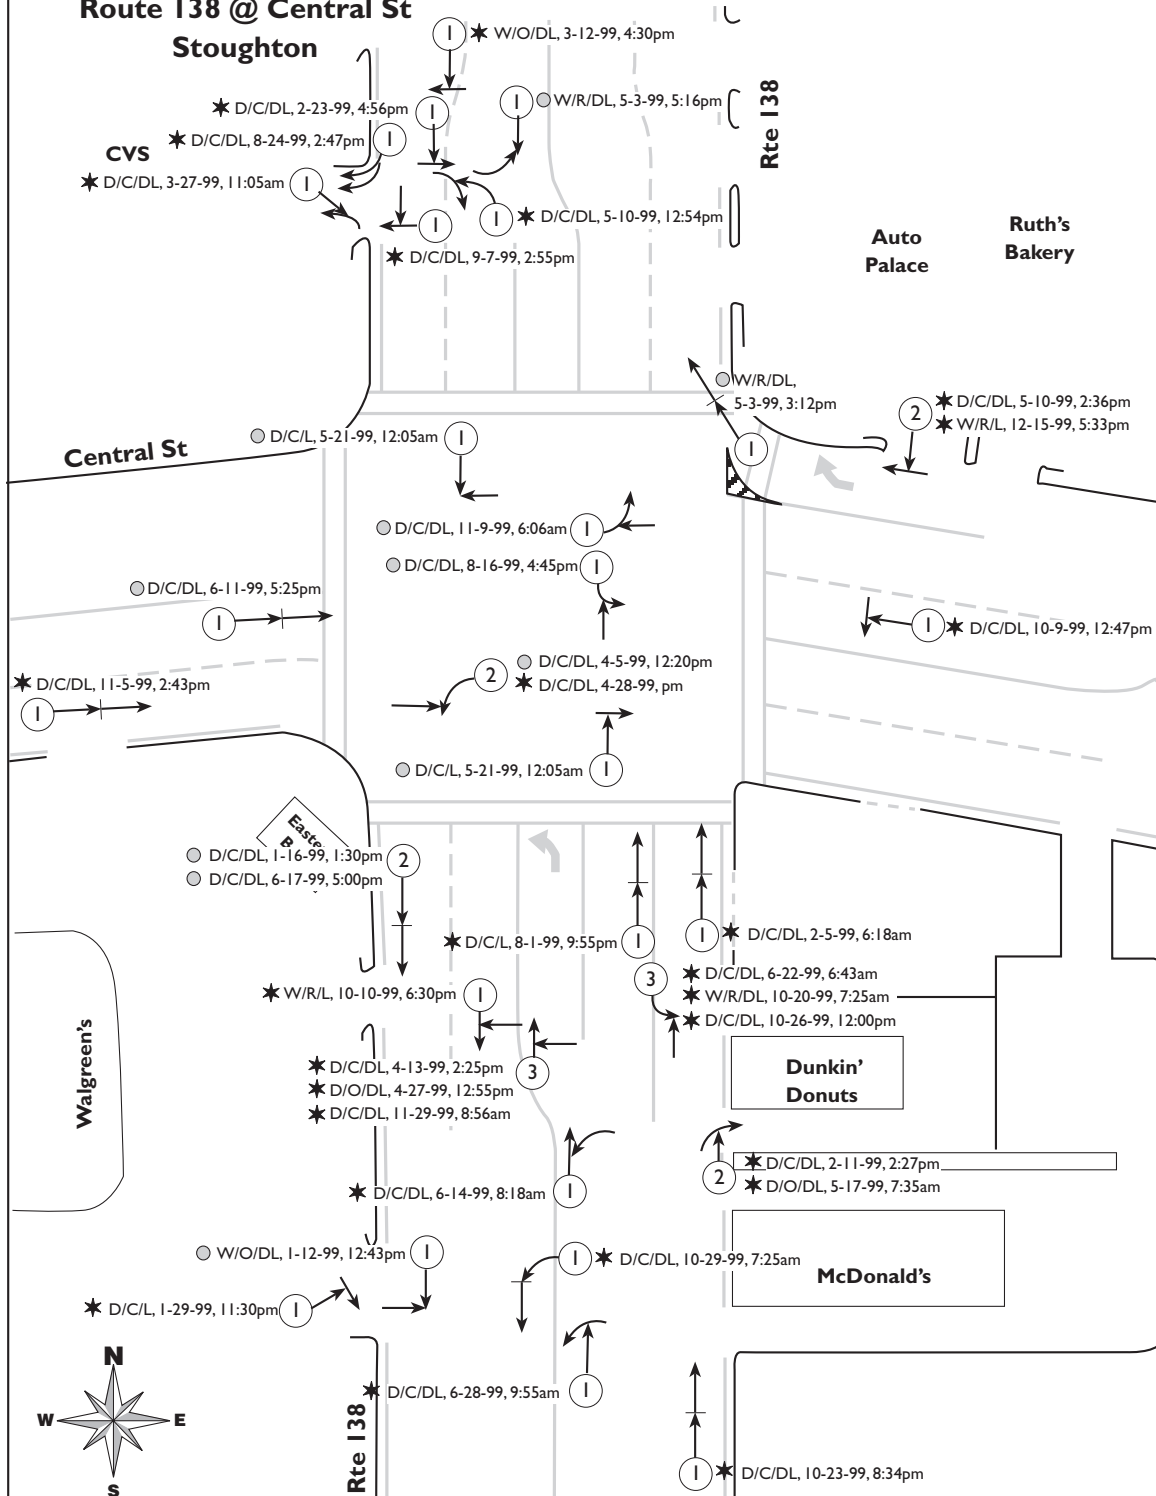 Route 138 @ Central St
Stoughton
1 W/O/DL, 3-12-99, 4:30pm
D/C/DL, 2-23-99, 4:56pm 1
1 W/R/DL, 5-3-99, 5:16pm
Rte 138
D/C/DL, 8-24-99, 2:47pm 1
CVS
D/C/DL, 3-27-99, 11:05am 1
1 D/C/DL, 5-10-99, 12:54pm
1
D/C/DL, 9-7-99, 2:55pm
Auto
Palace
Ruth's
Bakery
W/R/DL,
5-3-99, 3:12pm
1
2 D/C/DL, 5-10-99, 2:36pm
W/R/L, 12-15-99, 5:33pm
Central St
D/C/L, 5-21-99, 12:05am 1
D/C/DL, 11-9-99, 6:06am 1
D/C/DL, 8-16-99, 4:45pm 1
D/C/DL, 6-11-99, 5:25pm
1
1 D/C/DL, 10-9-99, 12:47pm
2 D/C/DL, 4-5-99, 12:20pm
D/C/DL, 4-28-99, pm
D/C/DL, 11-5-99, 2:43pm
1
D/C/L, 5-21-99, 12:05am 1
D/C/DL, 1-16-99, 1:30pm 2
D/C/DL, 6-17-99, 5:00pm
D/C/L, 8-1-99, 9:55pm 1
1 D/C/DL, 2-5-99, 6:18am
3 D/C/DL, 6-22-99, 6:43am
W/R/DL, 10-20-99, 7:25am
D/C/DL, 10-26-99, 12:00pm
W/R/L, 10-10-99, 6:30pm 1
Walgreen's
D/C/DL, 4-13-99, 2:25pm 3
D/O/DL, 4-27-99, 12:55pm
D/C/DL, 11-29-99, 8:56am
Dunkin'
Donuts
2 D/C/DL, 2-11-99, 2:27pm
D/O/DL, 5-17-99, 7:35am
D/C/DL, 6-14-99, 8:18am 1
W/O/DL, 1-12-99, 12:43pm 1
1 D/C/DL, 10-29-99, 7:25am
McDonald's
D/C/L, 1-29-99, 11:30pm 1
D/C/DL, 6-28-99, 9:55am 1
N
W E
S
Rte 138
1 D/C/DL, 10-23-99, 8:34pm